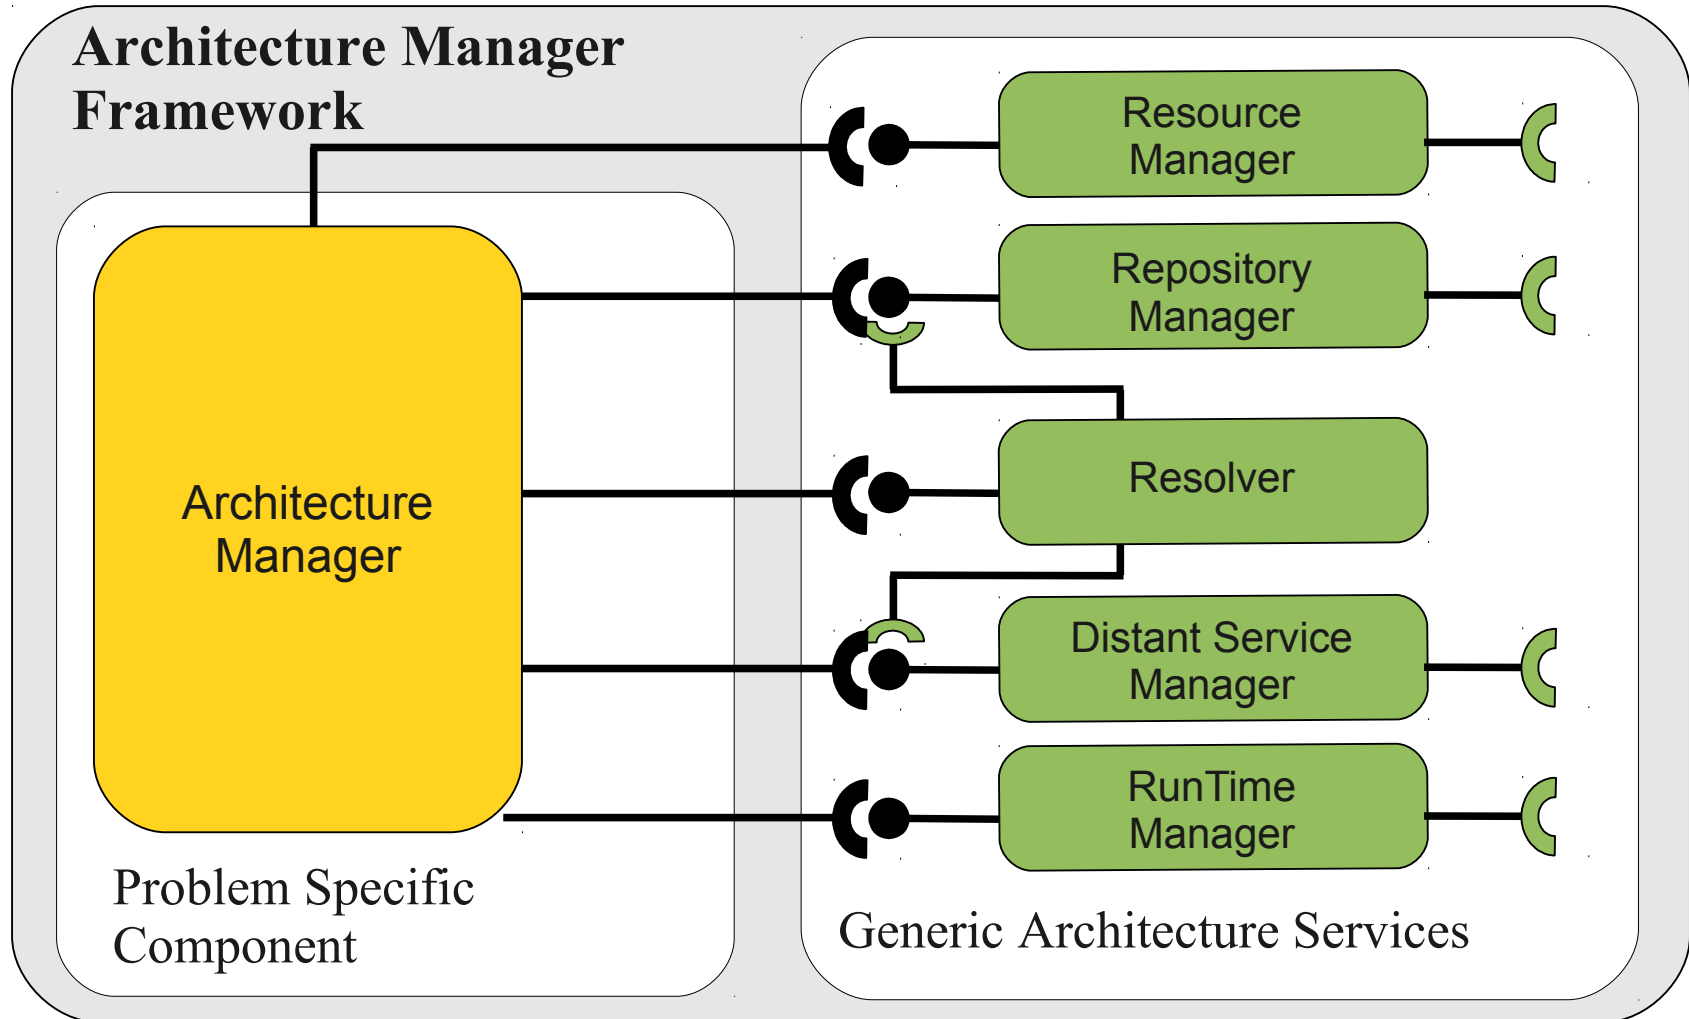 Architecture Manager
Framework
Resource
Manager
Repository
Manager
Resolver
Architecture
Manager
Distant Service
Manager
RunTime
Manager
Problem Specific
Component
Generic Architecture Services